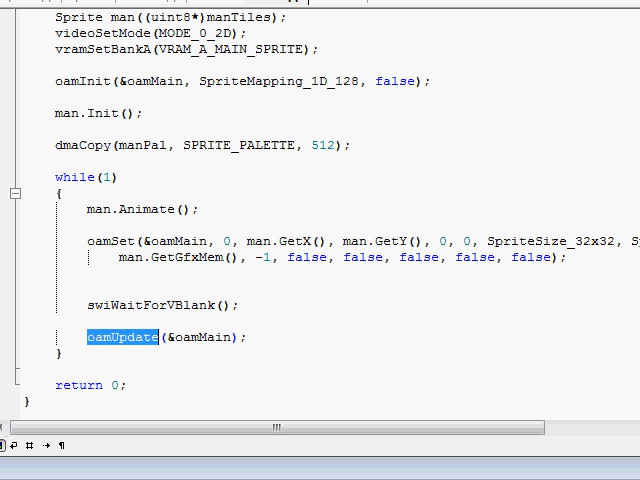 Sprite man((uint8*)manTiles);
videoSetMode(MODE_0_2D);
vramSetBankA(VRAM_A_MAIN_SPRITE);
oamInit(&oamMain, SpriteMapping_1D_128, false);
man.Init();
dmaCopy(manPal, SPRITE_PALETTE, 512);
while(1)
{
man.Animate();
oamSet(&oamMain, 0, man.GetX(), man.GetY(), 0, 0, SpriteSize_32x32, S
man.GetGfxMem(), -1, false, false, false, false, false);
swiWaitForVBlank();
oamUpdate(&oamMain);
}
return 0;
}